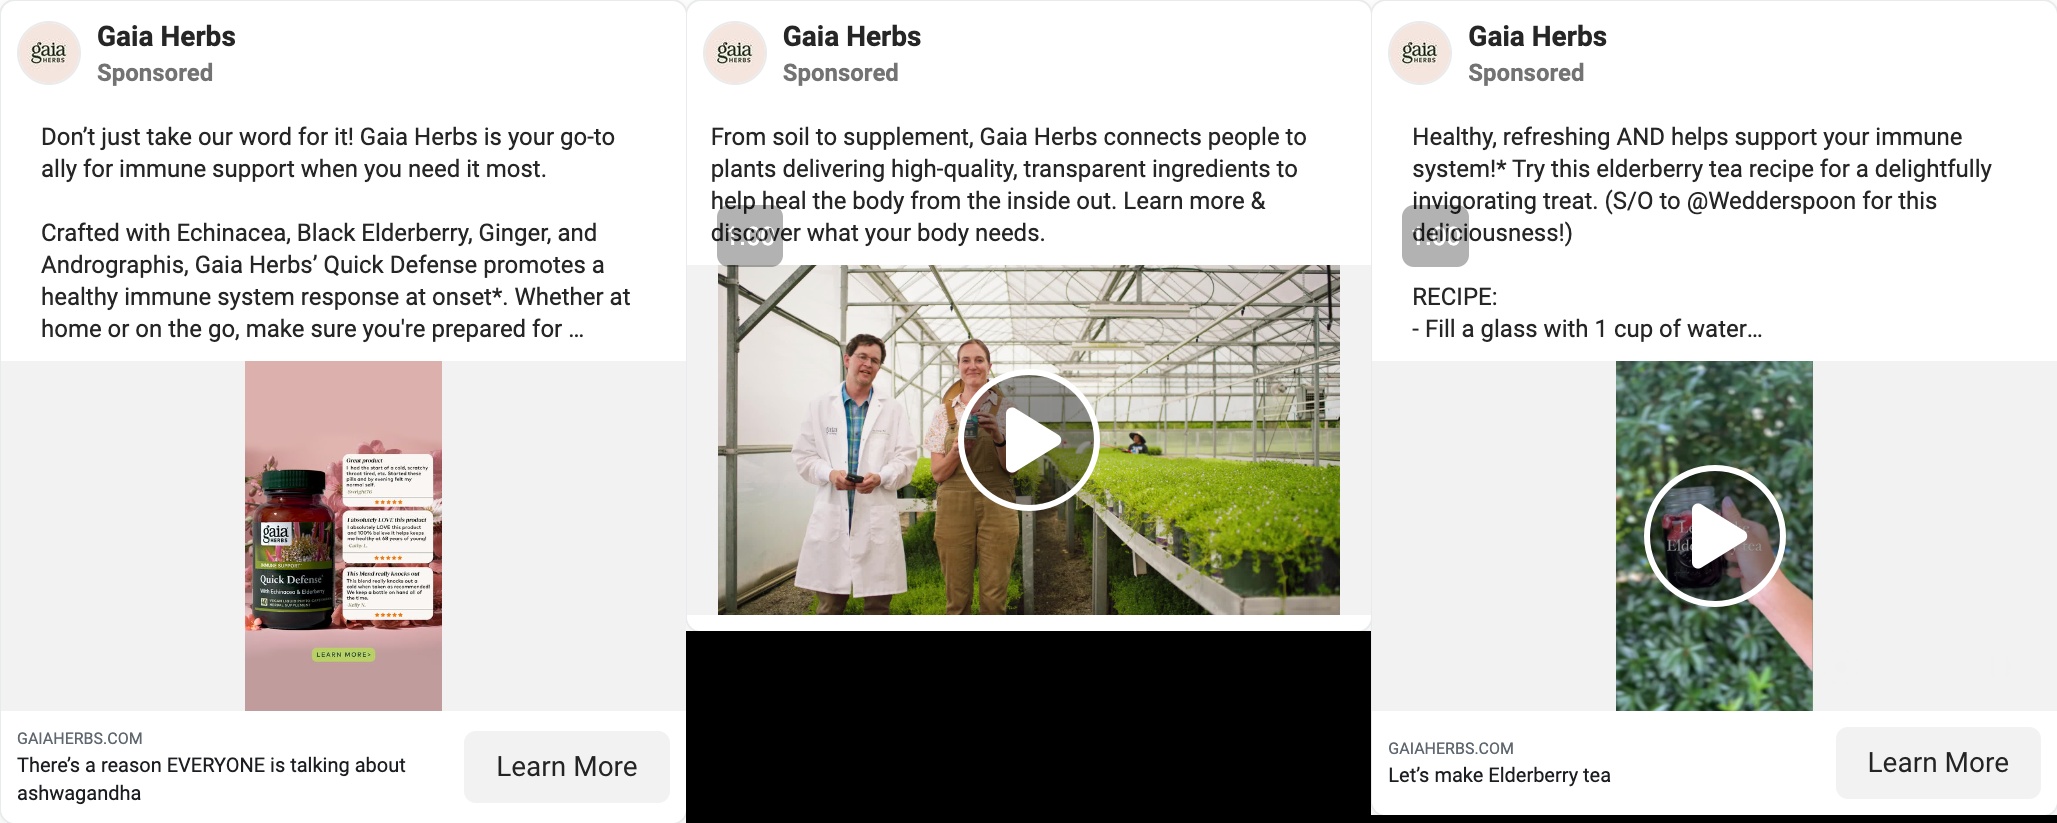 gaia
HERBS
Gaia Herbs
Sponsored
Don’t just take our word for it! Gaia Herbs is your go-to
ally for immune support when you need it most.
Crafted with Echinacea, Black Elderberry, Ginger, and
Andrographis, Gaia Herbs’ Quick Defense promotes a
healthy immune system response at onset*. Whether at
home or on the go, make sure you're prepared for ...
gaia
HERBS
IMMUNE SUPPORT
Quick Defense
With Echinacea & Elderberry
Great product
I had the start of a cold, scratchy
throat tired, etc. Started these
pills and by evening felt my
normal self.
I absolutely LOVE this product
I absolutely LOVE this product
and 100% believe it helps keep
me healthy at 68 years of young!
Kathy L.
This blend really knocks out
This blend really knocks out a
cold when taken as recommended!
We keep a bottle on hand all of
the time.
Kelly N.
LEARN MORE>
GAIAHERBS.COM
There’s a reason EVERYONE is talking about
ashwagandha
Learn More
gaia
HERBS
Gaia Herbs
Sponsored
From soil to supplement, Gaia Herbs connects people to
plants delivering high-quality, transparent ingredients to
help heal the body from the inside out. Learn more &
discover what your body needs.
gaia
gaia
HERBS
Gaia Herbs
Sponsored
Healthy, refreshing AND helps support your immune
system!* Try this elderberry tea recipe for a delightfully
invigorating treat. (S/O to @Wedderspoon for this
deliciousness!)
RECIPE:
- Fill a glass with 1 cup of water...
GAIAHERBS.COM
Let’s make Elderberry tea
Learn More